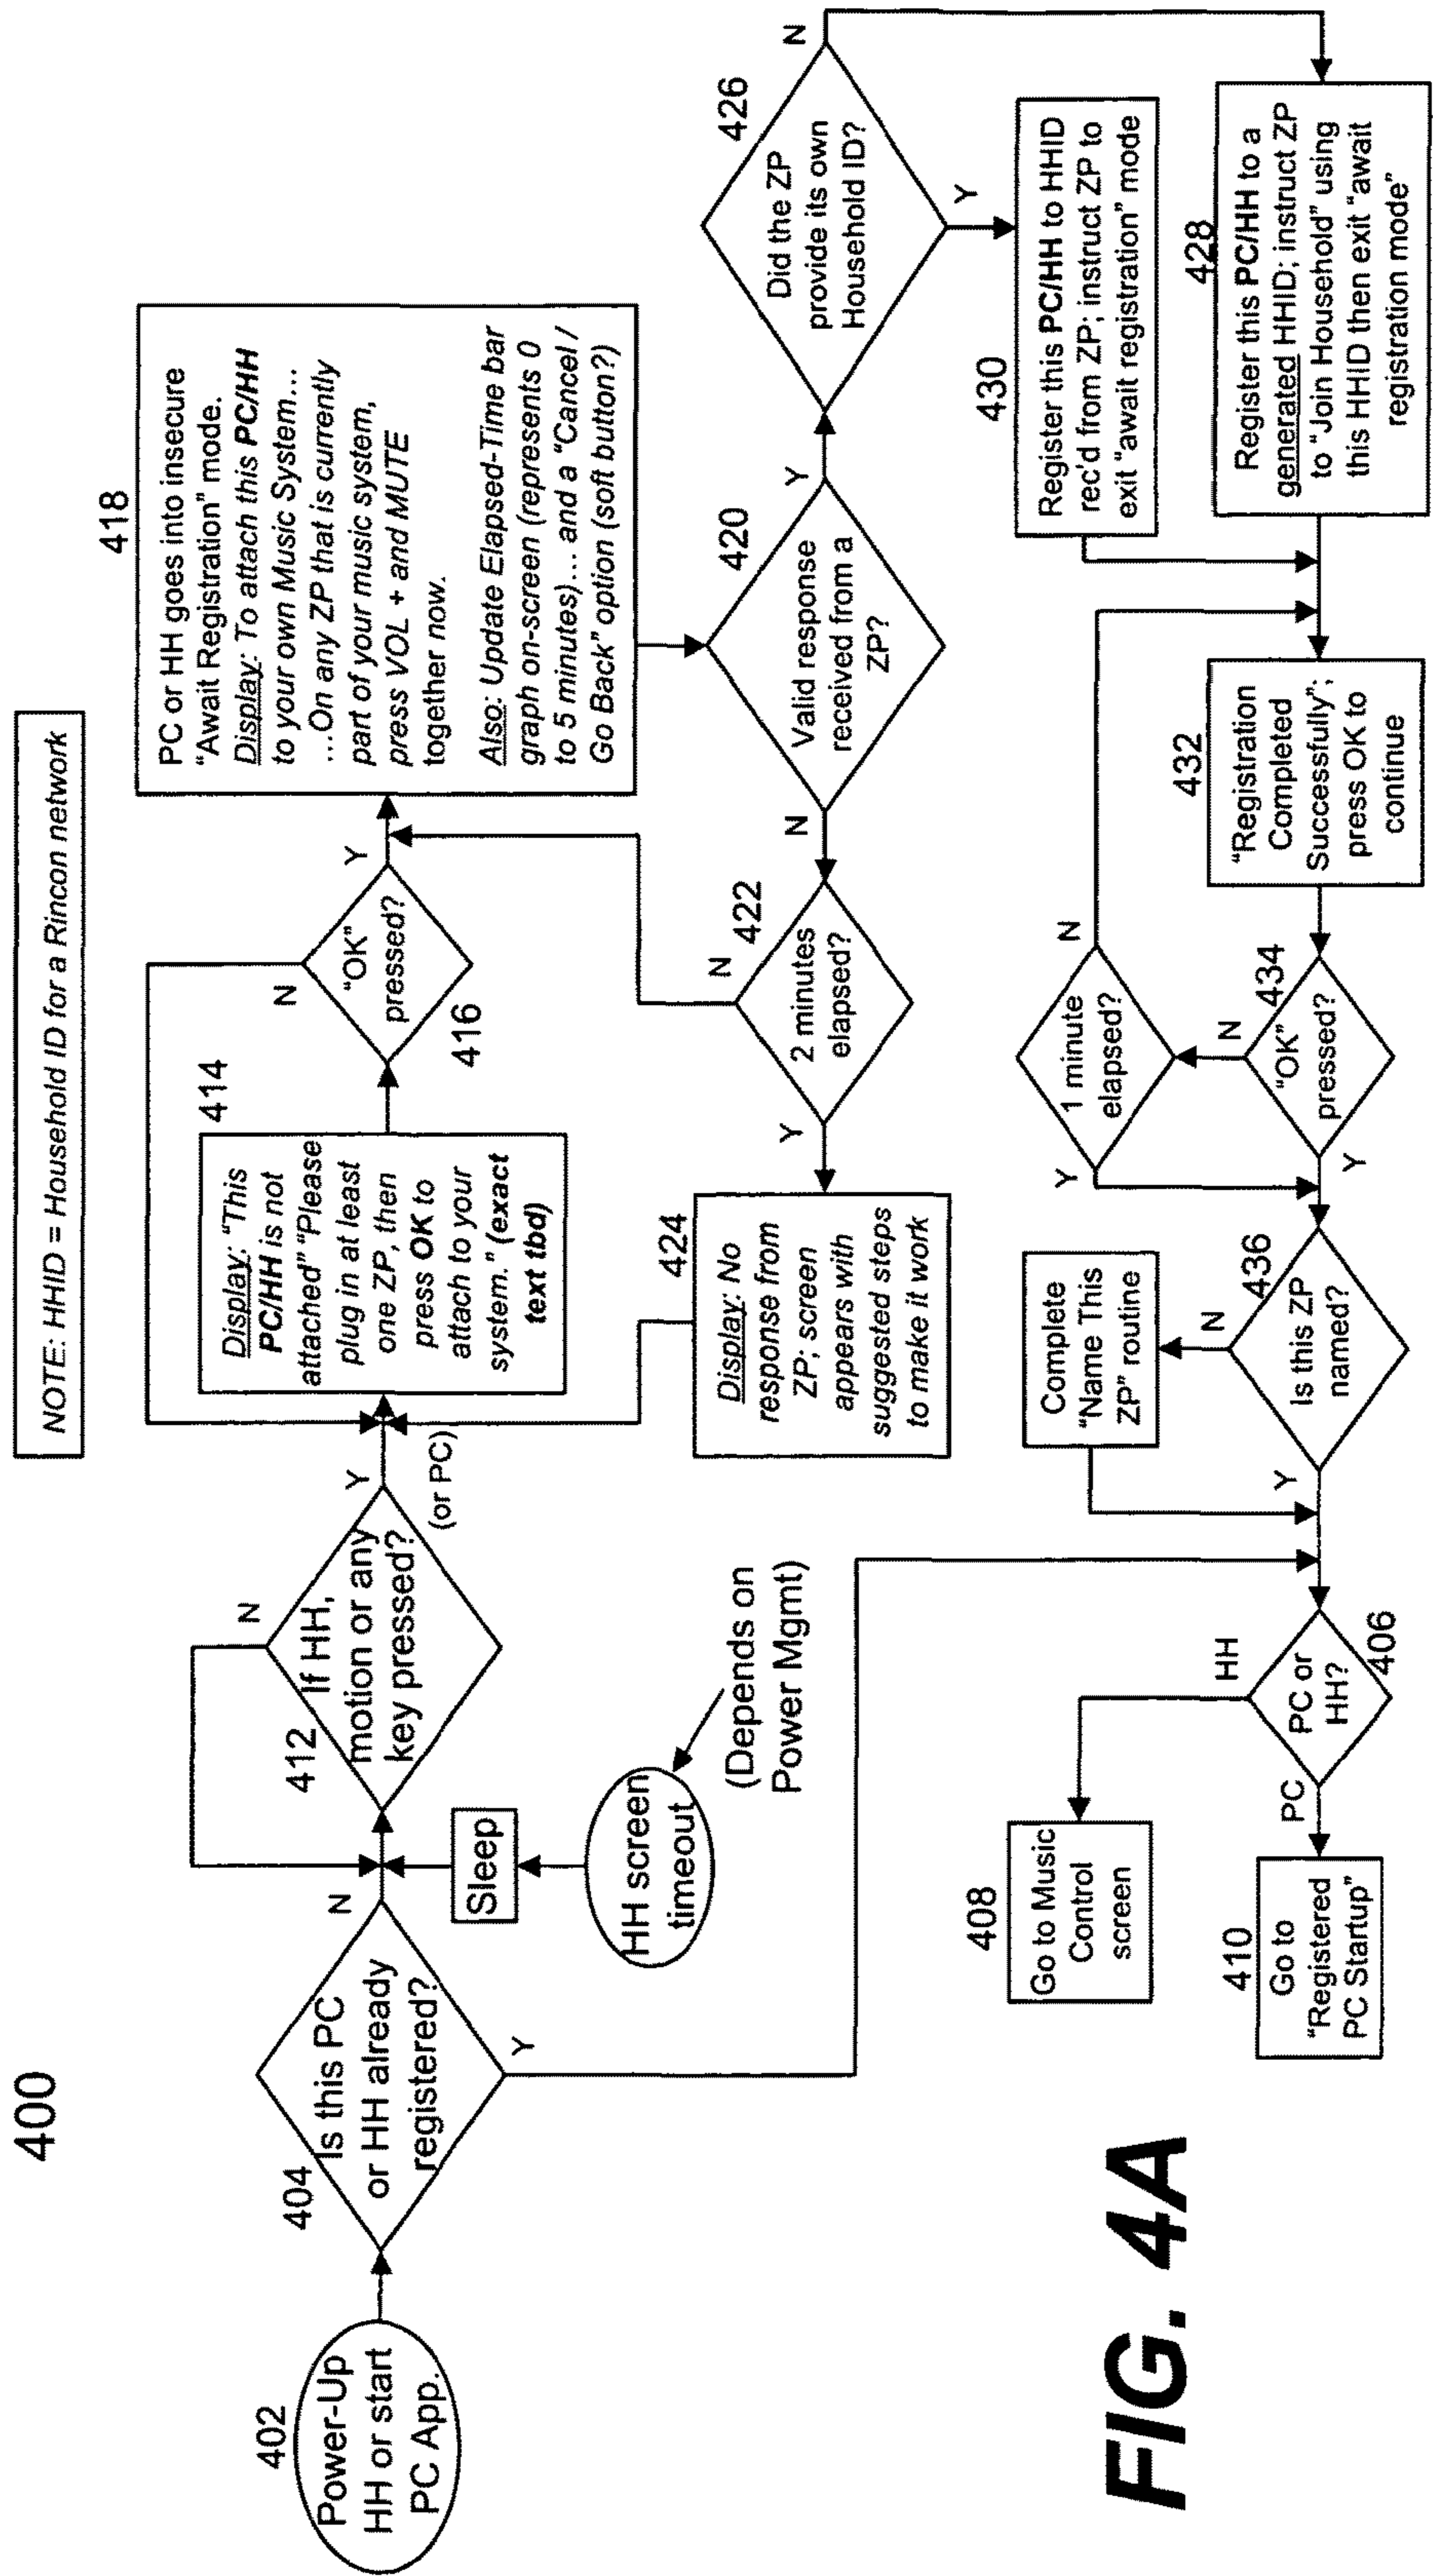 400
NOTE: HHID = Household ID for a Rincon network
402
Power-Up
HH or start
PC App.
404
Is this PC
or HH already
registered?
N
Y
Sleep
HH screen
timeout
(Depends on
Power Mgmt)
412
If HH,
motion or any
key pressed?
N
Y
(or PC)
414
Display: "This
PC/HH is not
attached" "Please
plug in at least
one ZP, then
press OK to
attach to your
system." (exact
text tbd)
416
"OK"
pressed?
N
Y
418
PC or HH goes into insecure
"Await Registration" mode.
Display: To attach this PC/HH
to your own Music System...
...On any ZP that is currently
part of your music system,
press VOL + and MUTE
together now.
Also: Update Elapsed-Time bar
graph on-screen (represents 0
to 5 minutes)... and a "Cancel /
Go Back" option (soft button?)
420
Valid response
received from a
ZP?
N
Y
422
2 minutes
elapsed?
N
Y
424
Display: No
response from
ZP; screen
appears with
suggested steps
to make it work
426
Did the ZP
provide its own
Household ID?
N
Y
430
Register this PC/HH to HHID
rec'd from ZP; instruct ZP to
exit "await registration" mode
428
Register this PC/HH to a
generated HHID; instruct ZP
to "Join Household" using
this HHID then exit "await
registration mode"
432
"Registration
Completed
Successfully";
press OK to
continue
434
"OK"
pressed?
N
Y
1 minute
elapsed?
N
Y
436
Is this ZP
named?
N
Y
Complete
"Name This
ZP" routine
406
PC or
HH?
HH
PC
408
Go to Music
Control
screen
410
Go to
"Registered
PC Startup"
FIG. 4A